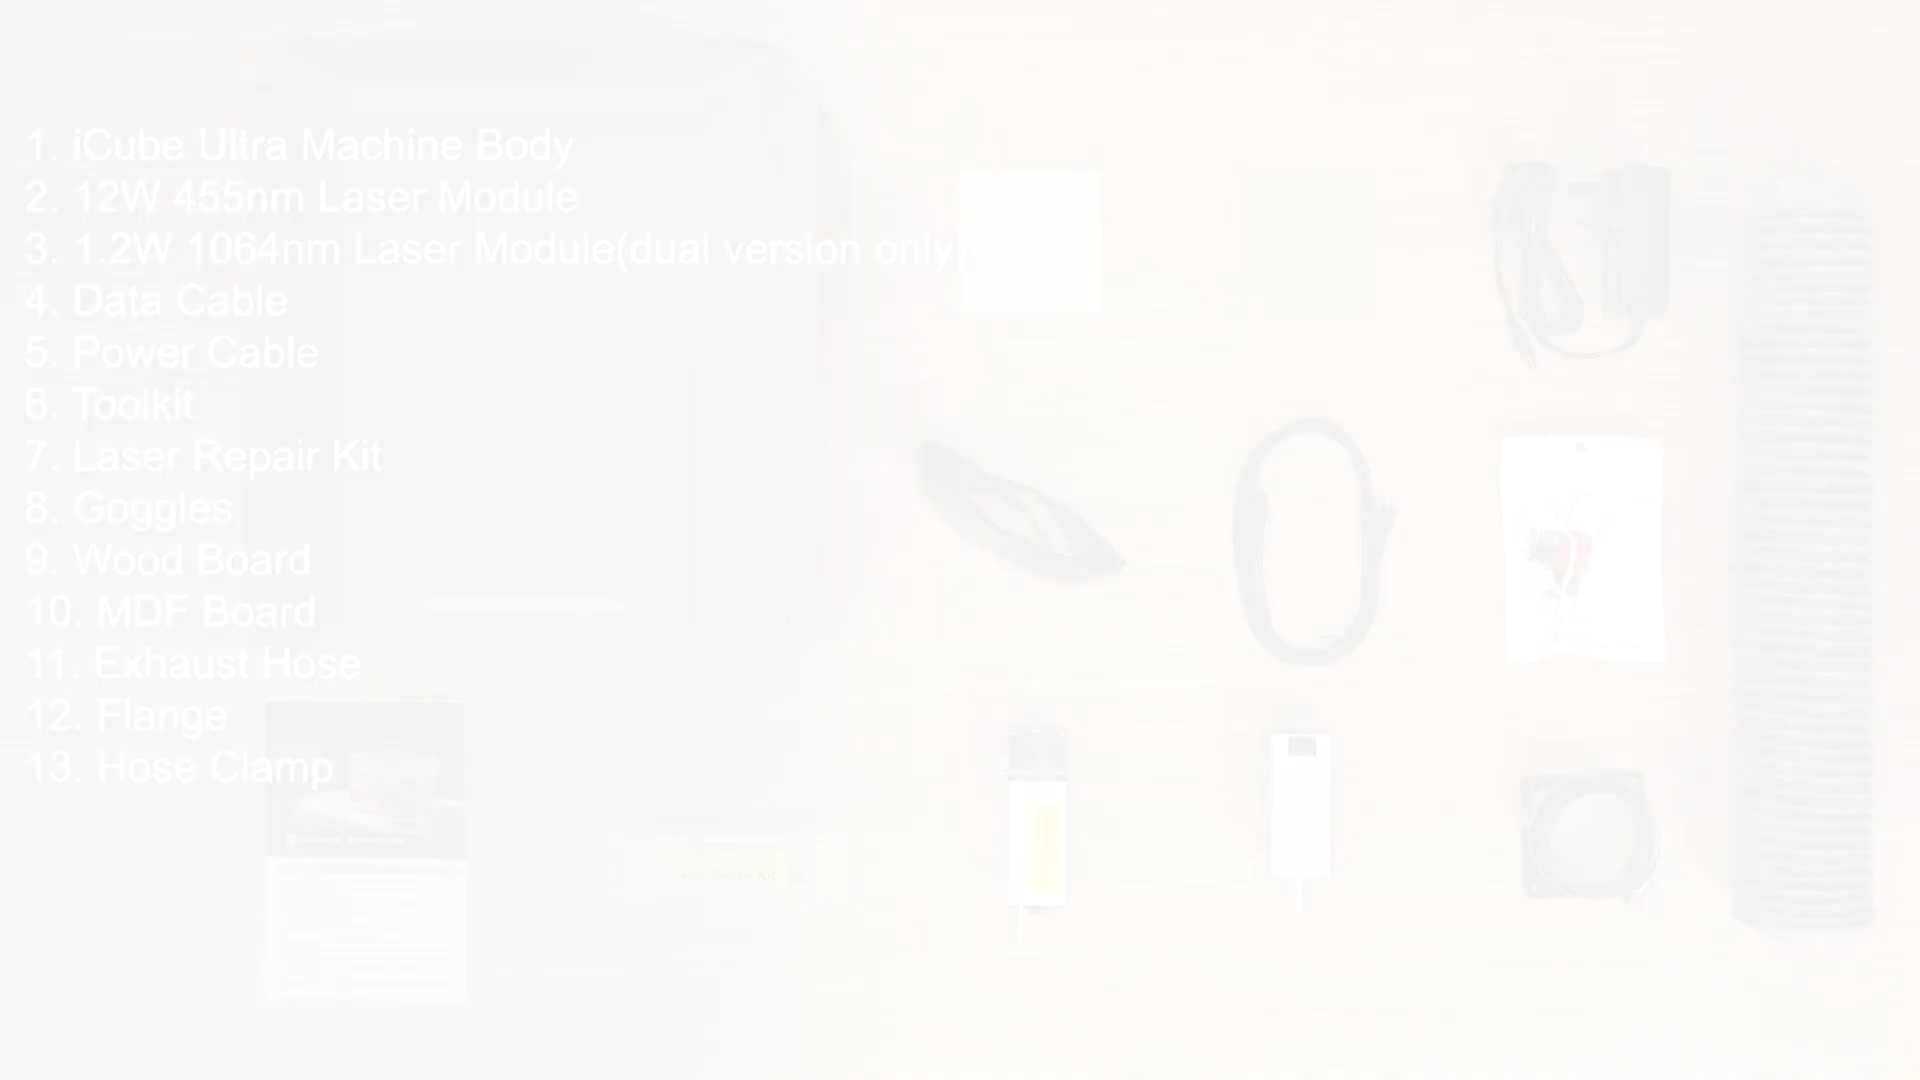 1. iCube Ultra Machine Body
2. 12W 455nm Laser Module
3. 1.2W 1064nm Laser Module(dual version only)
4. Data Cable
5. Power Cable
6. Toolkit
7. Laser Repair Kit
8. Goggles
9. Wood Board
10. MDF Board
11. Exhaust Hose
12. Flange
13. Hose Clamp